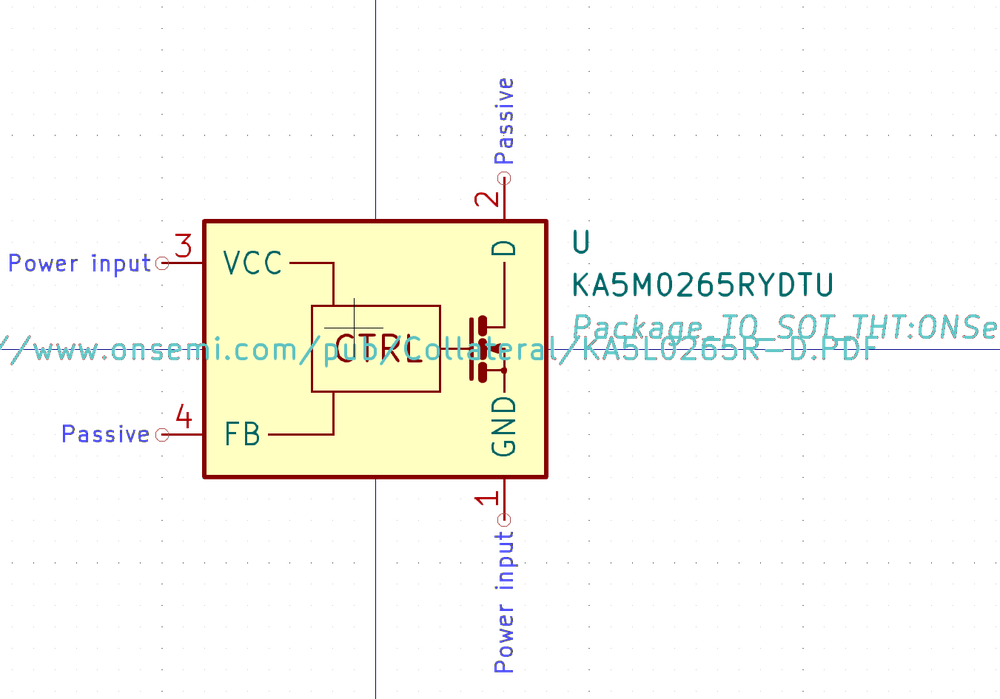 Passive
2
D
U
3
Power input
VCC
KA5M0265RYDTU
Package_TO_SOT_THT:ONSe
CTRL
//www.onsemi.com/pub/Collateral/KA5L0265R-D.PDF
4
Passive
FB
GND
1
Power input